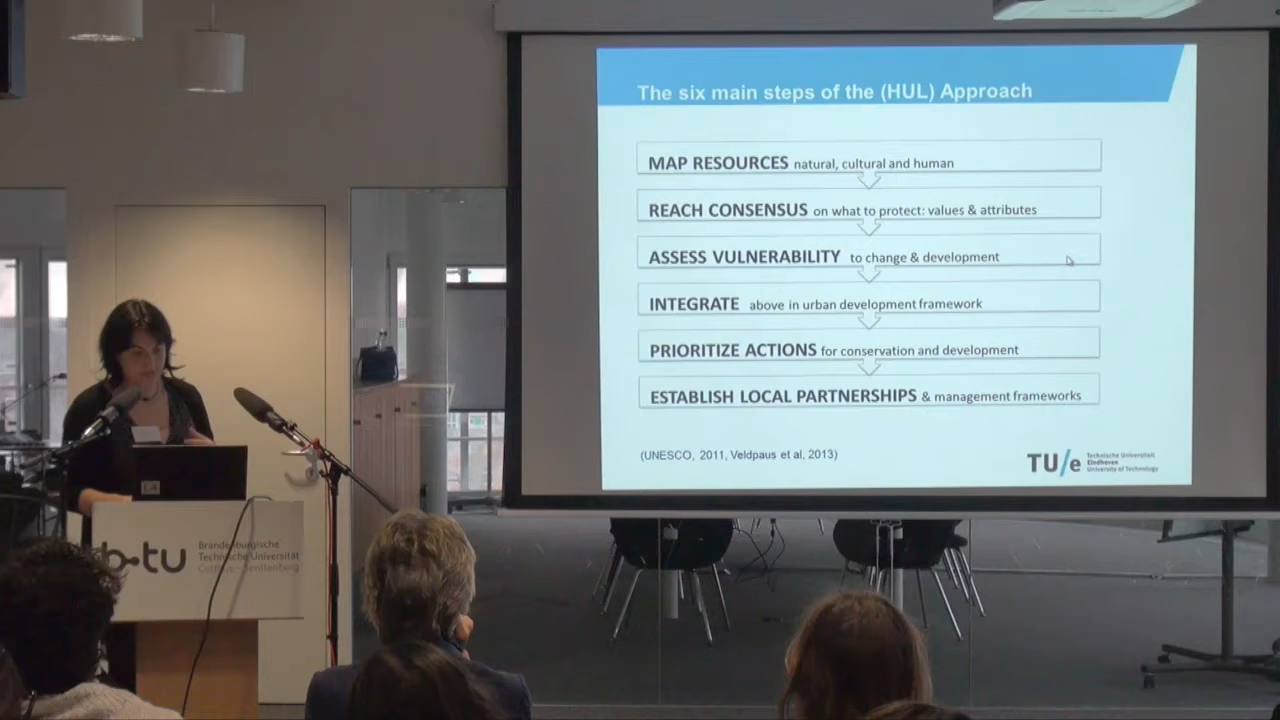 The six main steps of the (HUL) Approach
MAP RESOURCES natural, cultural and human
REACH CONSENSUS on what to protect: values & attributes
ASSESS VULNERABILITY to change & development
INTEGRATE above in urban development framework
PRIORITIZE ACTIONS for conservation and development
ESTABLISH LOCAL PARTNERSHIPS & management frameworks
(UNESCO, 2011, Veldpaus et al, 2013)
TU/e Technische Universiteit
Eindhoven
University of Technology
b-tu Brandenburgische
Technische Universität
Cottbus-Senftenberg